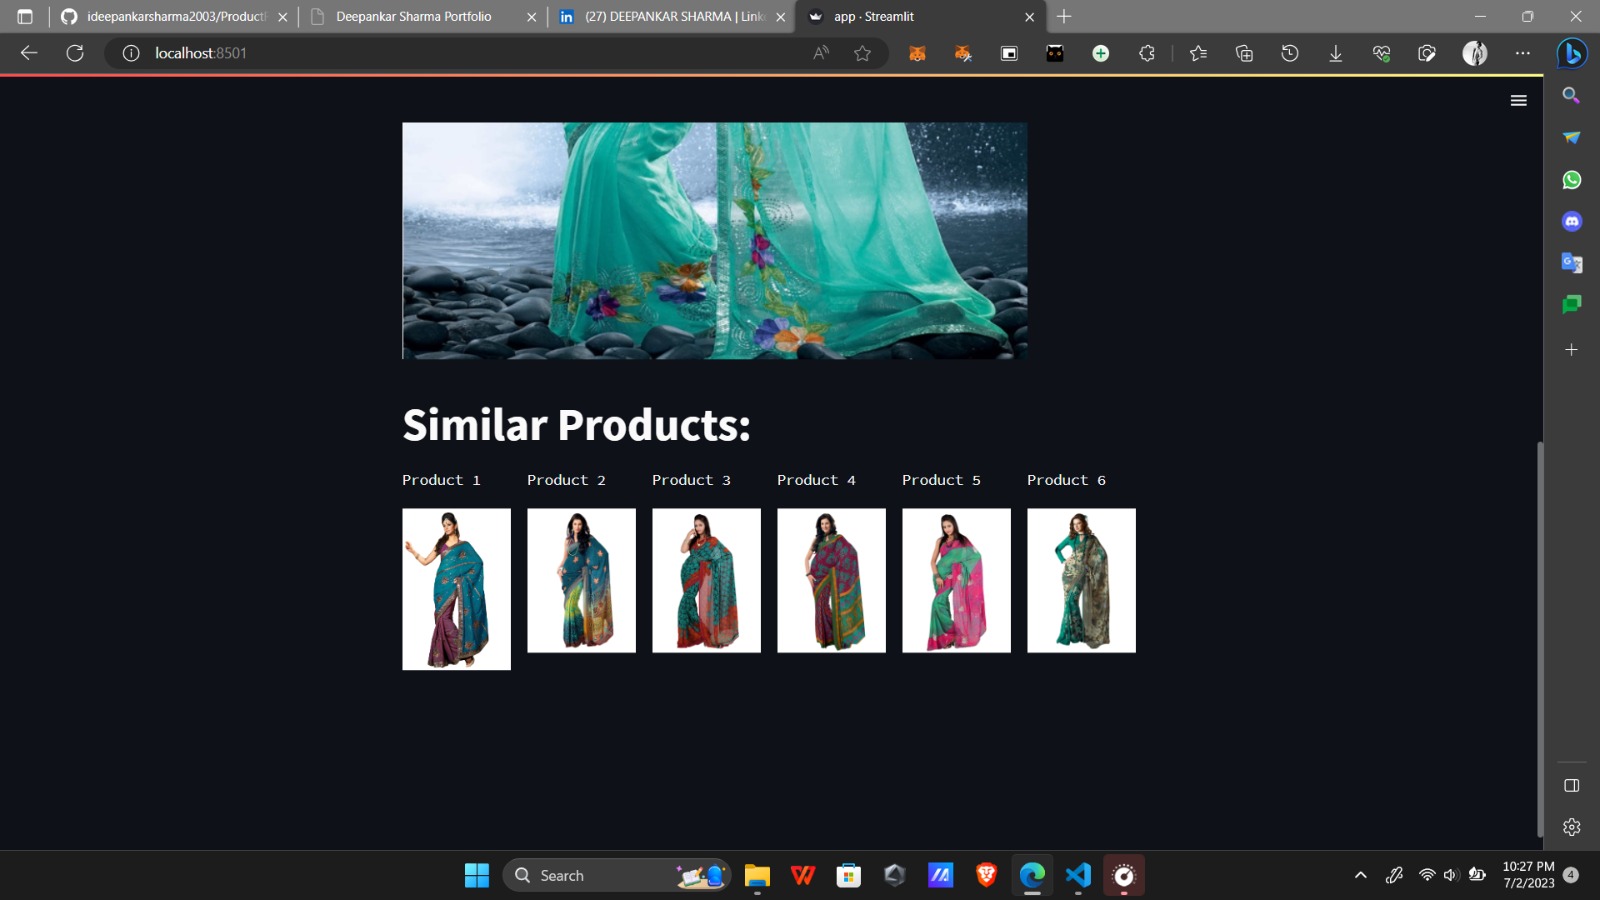 ideepankarsharma2003/Product
Deepankar Sharma Portfolio
(27) DEEPANKAR SHARMA | Link
app · Streamlit
localhost:8501
Similar Products:
Product 1
Product 2
Product 3
Product 4
Product 5
Product 6
Search
10:27 PM
7/2/2023
4